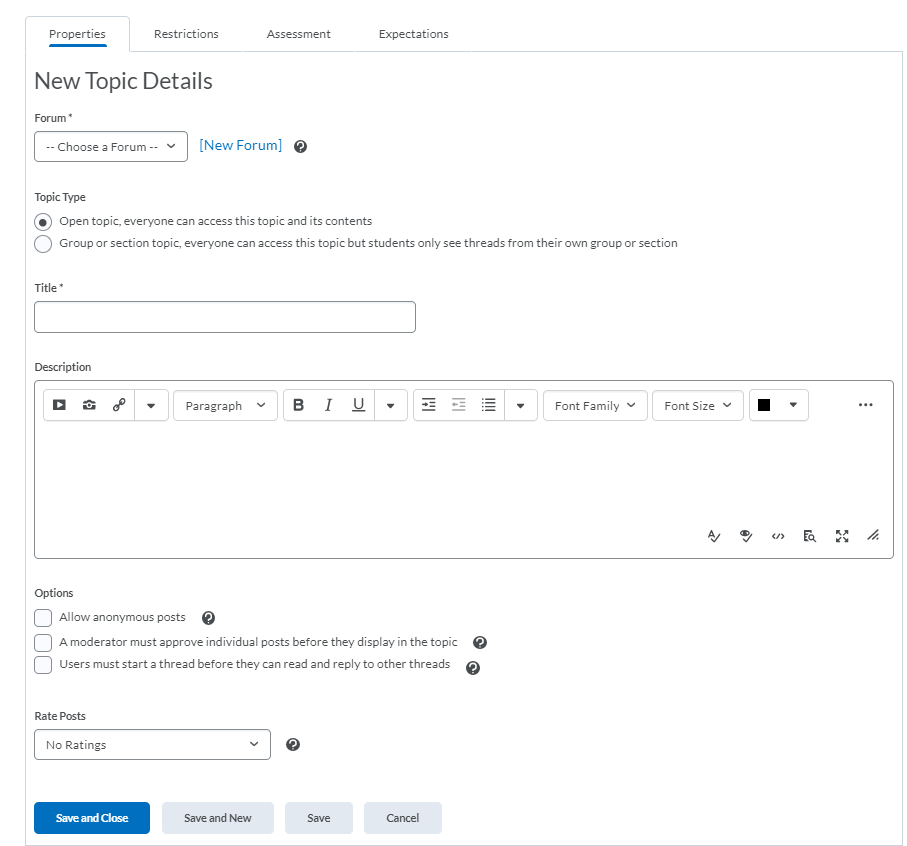 Properties Restrictions Assessment Expectations
New Topic Details
Forum *
-- Choose a Forum -- [New Forum]
Topic Type
Open topic, everyone can access this topic and its contents
Group or section topic, everyone can access this topic but students only see threads from their own group or section
Title *
Description
Paragraph B I U Font Family Font Size
Options
Allow anonymous posts
A moderator must approve individual posts before they display in the topic
Users must start a thread before they can read and reply to other threads
Rate Posts
No Ratings
Save and Close Save and New Save Cancel